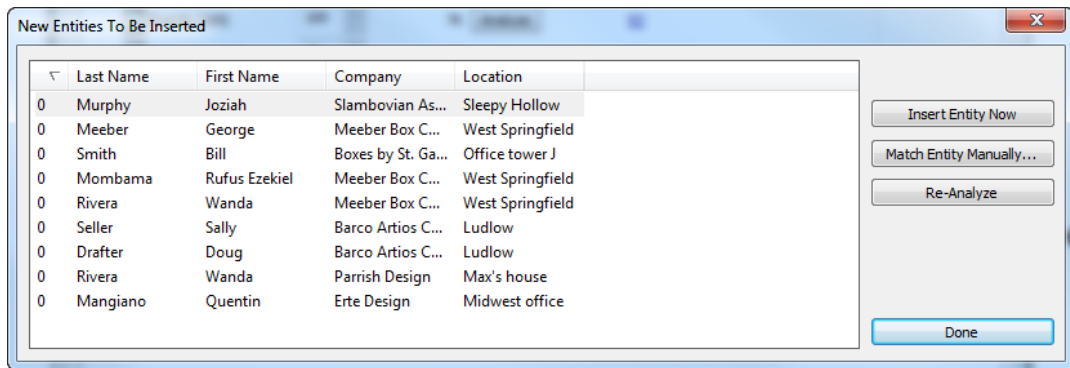 New Entities To Be Inserted
Last Name First Name Company Location
0 Murphy Joziah Slambovian As... Sleepy Hollow
0 Meeber George Meeber Box C... West Springfield
0 Smith Bill Boxes by St. Ga... Office tower J
0 Mombama Rufus Ezekiel Meeber Box C... West Springfield
0 Rivera Wanda Meeber Box C... West Springfield
0 Seller Sally Barco Artios C... Ludlow
0 Drafter Doug Barco Artios C... Ludlow
0 Rivera Wanda Parrish Design Max's house
0 Mangiano Quentin Erte Design Midwest office
Insert Entity Now
Match Entity Manually...
Re-Analyze
Done